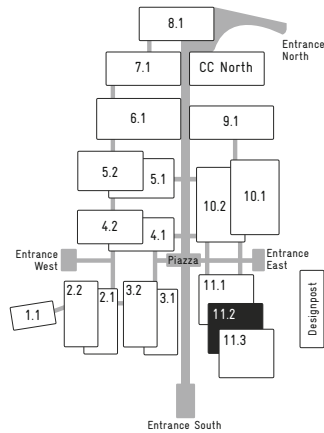 8.1
Entrance
North
7.1
CC North
6.1
9.1
5.2
5.1
10.2
10.1
4.2
4.1
Entrance
West
Piazza
Entrance
East
11.1
2.2
2.1
3.2
3.1
1.1
11.2
11.3
Designpost
Entrance South